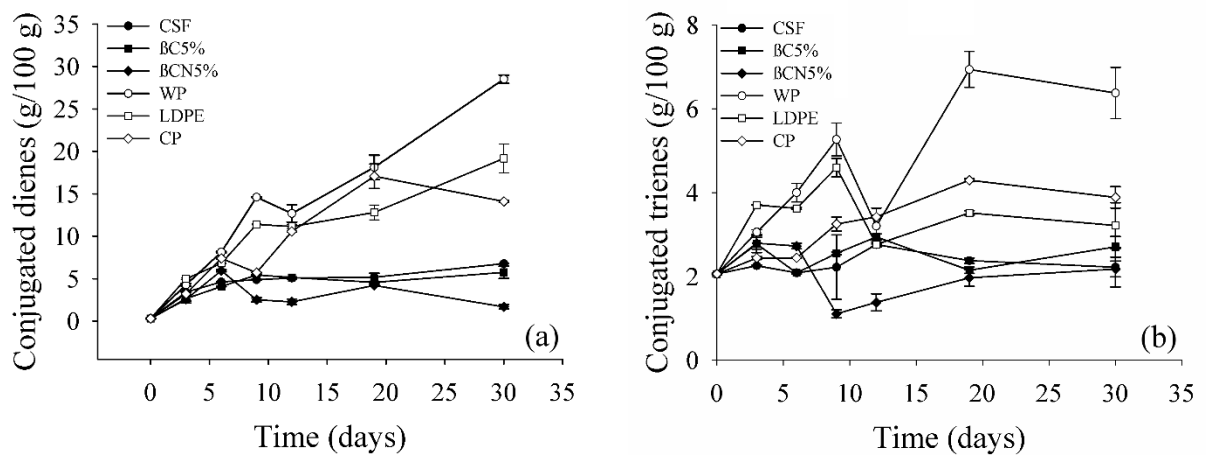 Conjugated dienes (g/100 g)
35
30
25
20
15
10
5
0
CSF
ßC5%
ßCN5%
WP
LDPE
CP
(a)
0 5 10 15 20 25 30 35
Time (days)
Conjugated trienes (g/100 g)
8
6
4
2
0
CSF
ßC5%
ßCN5%
WP
LDPE
CP
(b)
0 5 10 15 20 25 30 35
Time (days)